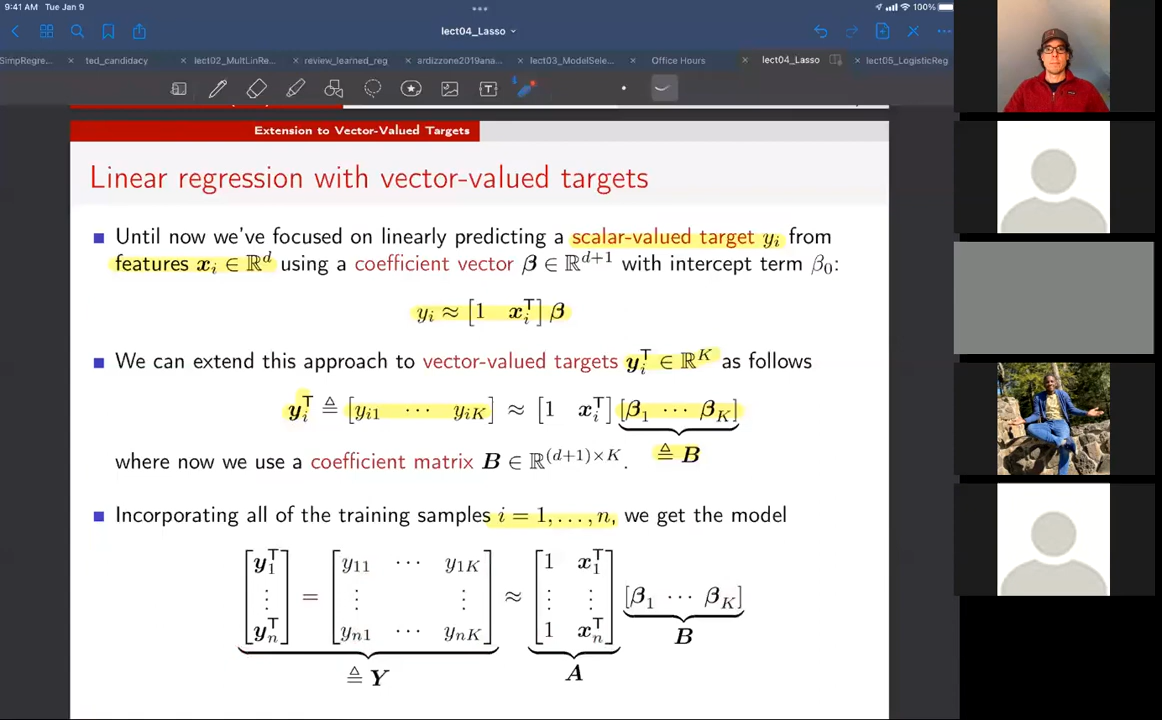 9:41 AM Tue Jan 9
100%
lect04_Lasso
SimpRegre...
ted_candidacy
lect02_MultLinRe...
review_learned_reg
ardizzone2019ana...
lect03_ModelSele...
Office Hours
lect04_Lasso
lect05_LogisticReg
Extension to Vector-Valued Targets
Linear regression with vector-valued targets
Until now we've focused on linearly predicting a scalar-valued target yᵢ from
features xᵢ ∈ ℝᵈ using a coefficient vector β ∈ ℝᵈ⁺¹ with intercept term β₀:
yᵢ ≈ [1 xᵢᵀ] β
We can extend this approach to vector-valued targets yᵢᵀ ∈ ℝᴷ as follows
yᵢᵀ ≜ [yᵢ₁ ⋯ yᵢK] ≈ [1 xᵢᵀ] [β₁ ⋯ βK]
≜ B
where now we use a coefficient matrix B ∈ ℝ⁽ᵈ⁺¹⁾ˣᴷ.
Incorporating all of the training samples i = 1, . . . , n, we get the model
[y₁ᵀ ⋮ yₙᵀ] = [y₁₁ ⋯ y₁K ⋮ ⋮ yₙ₁ ⋯ yₙK] ≈ [1 x₁ᵀ ⋮ ⋮ 1 xₙᵀ] [β₁ ⋯ βK]
≜ Y A B